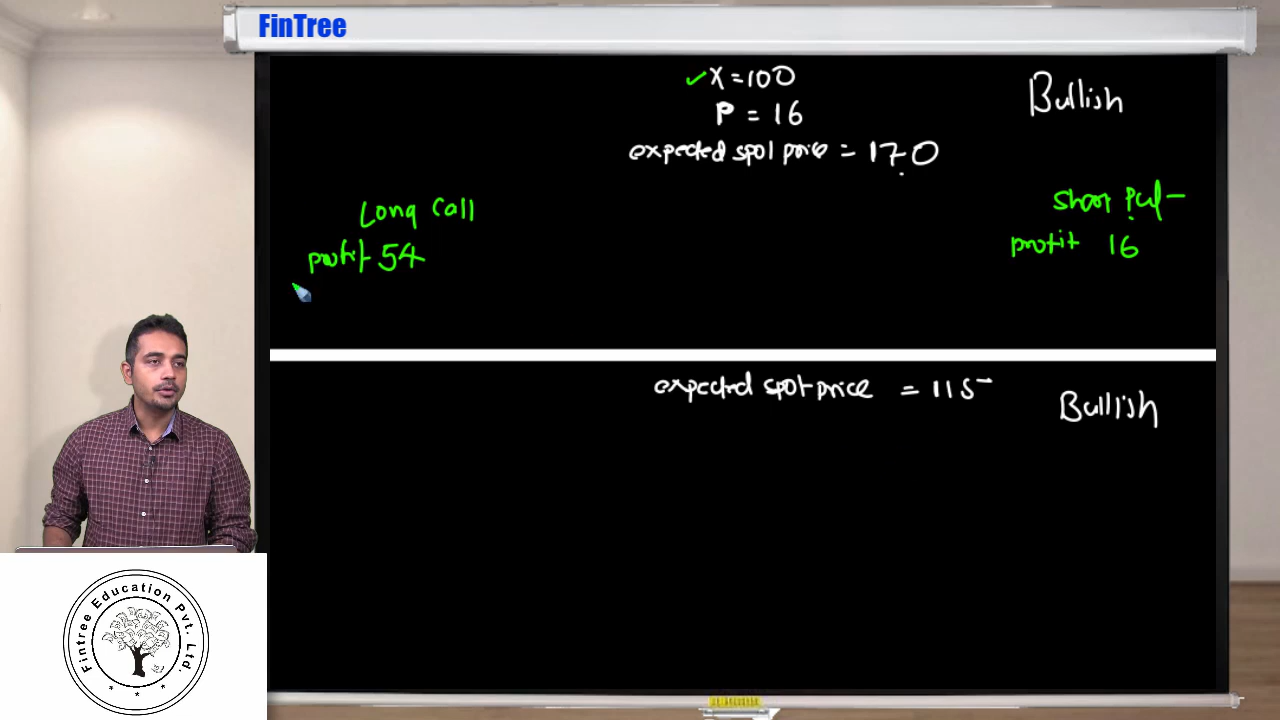 FinTree
✓ X = 100
P = 16
Bullish
expected spot price = 170
Long Call
Short Put
profit 54
profit 16
expected spot price = 115
Bullish
Fintree Education Pvt. Ltd.